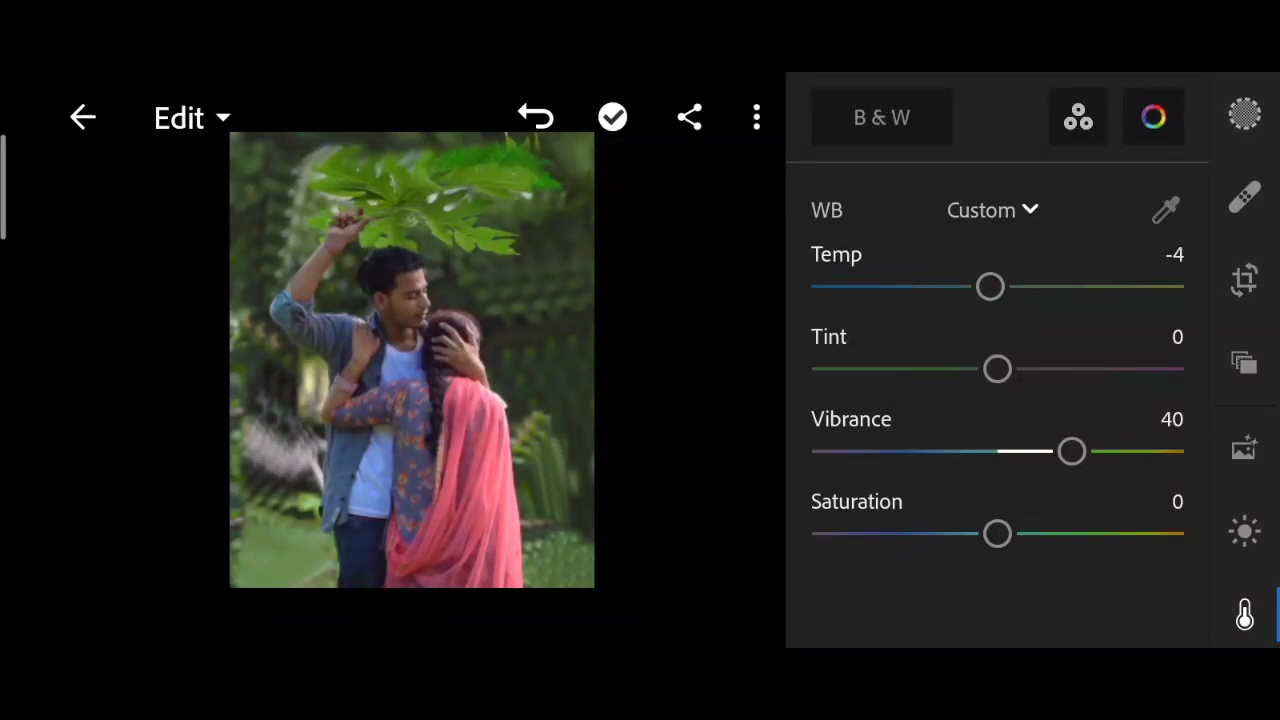 Edit
B & W
WB Custom
Temp -4
Tint 0
Vibrance 40
Saturation 0